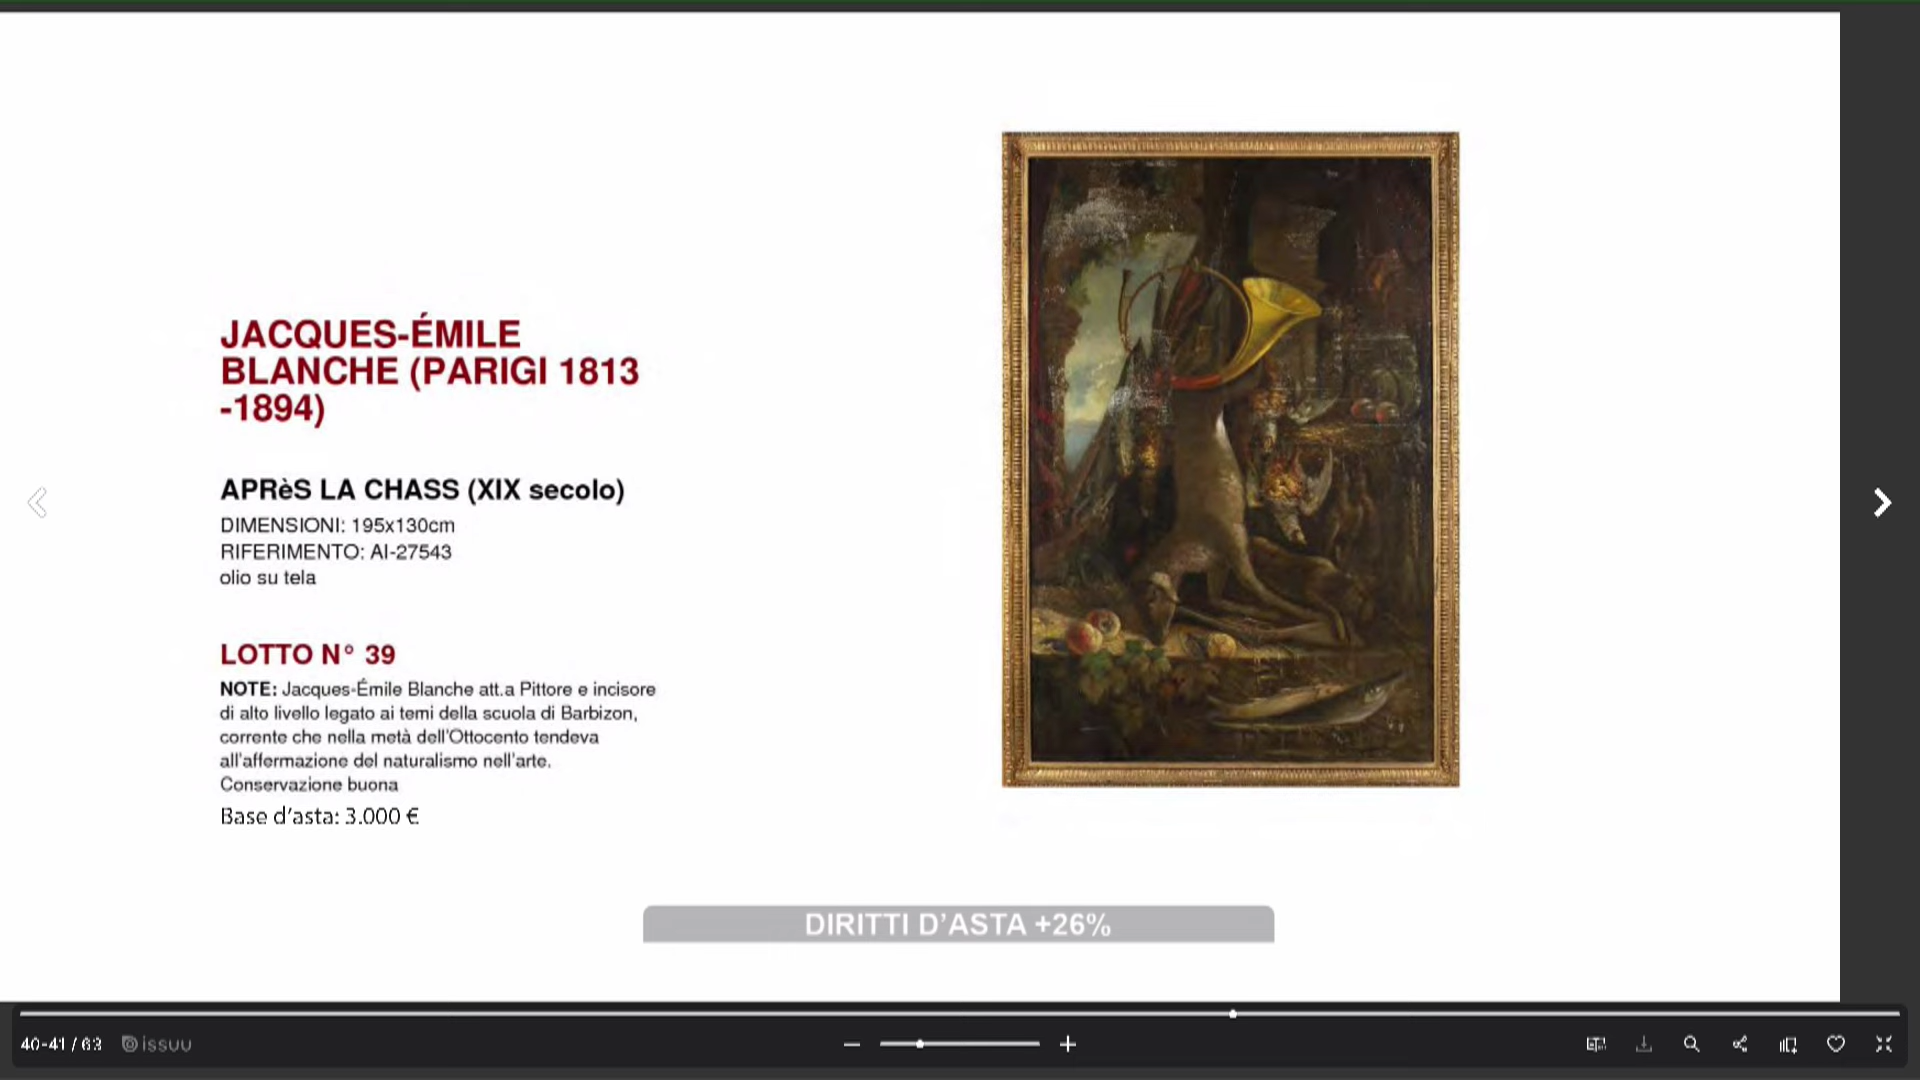 JACQUES-ÉMILE
BLANCHE (PARIGI 1813
-1894)
APRèS LA CHASS (XIX secolo)
DIMENSIONI: 195x130cm
RIFERIMENTO: AI-27543
olio su tela
LOTTO N° 39
NOTE: Jacques-Émile Blanche att.a Pittore e incisore
di alto livello legato ai temi della scuola di Barbizon,
corrente che nella metà dell'Ottocento tendeva
all'affermazione del naturalismo nell'arte.
Conservazione buona
Base d'asta: 3.000 €
DIRITTI D'ASTA +26%
40-41 / 63
issuu